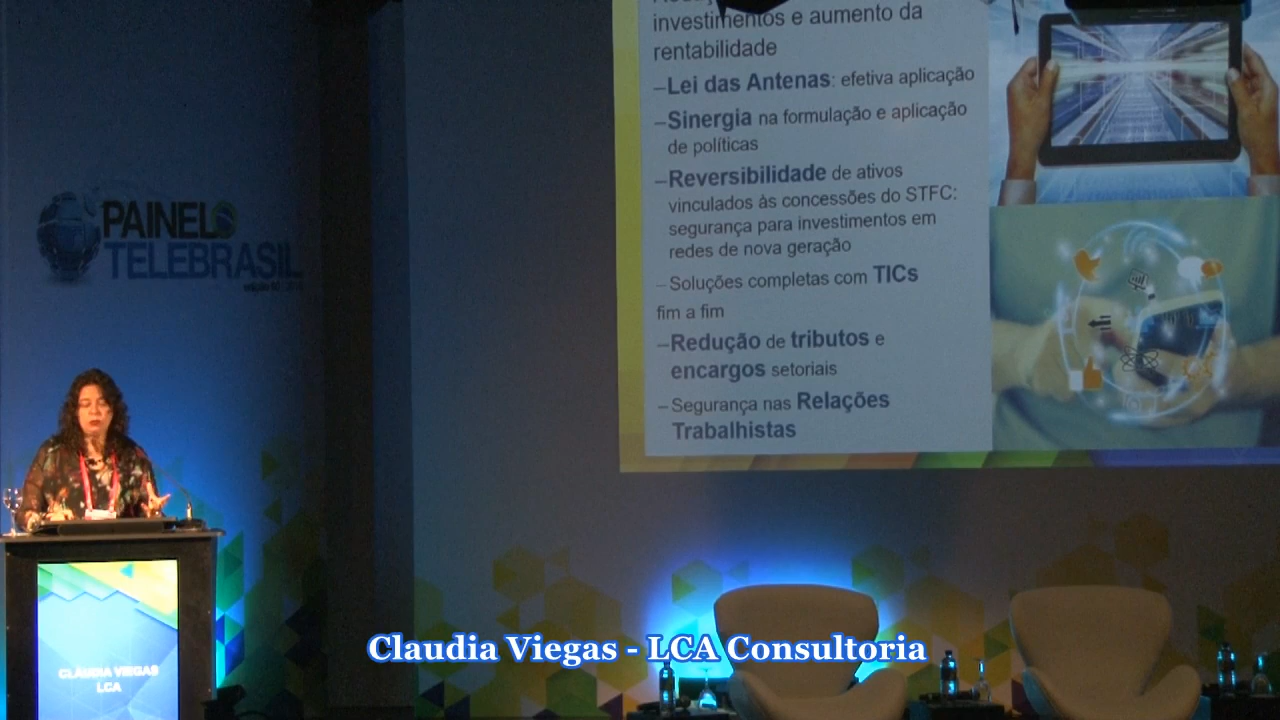 investimentos e aumento da
rentabilidade
–Lei das Antenas: efetiva aplicação
–Sinergia na formulação e aplicação
de políticas
–Reversibilidade de ativos
vinculados às concessões do STFC:
segurança para investimentos em
redes de nova geração
– Soluções completas com TICs
fim a fim
–Redução de tributos e
encargos setoriais
– Segurança nas Relações
Trabalhistas
PAINEL
TELEBRASIL
CLÁUDIA VIEGAS
LCA
Claudia Viegas - LCA Consultoria